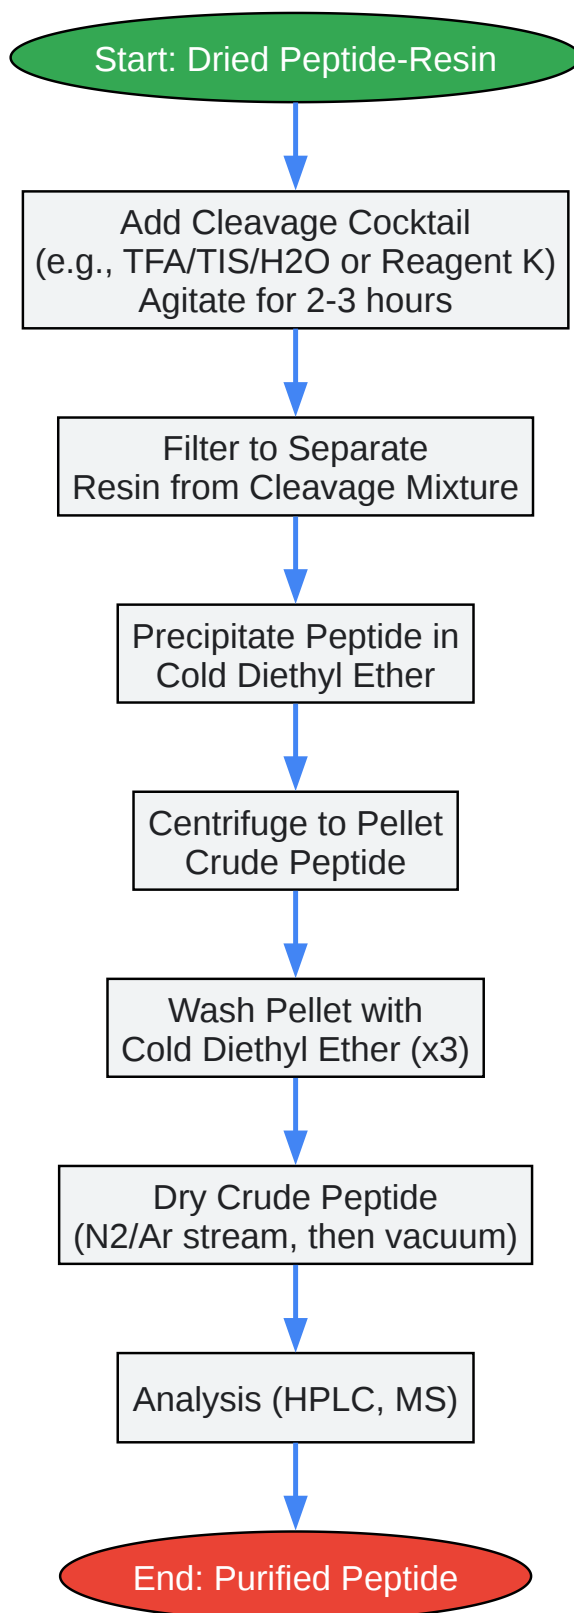 Start: Dried Peptide-Resin
Add Cleavage Cocktail
(e.g., TFA/TIS/H2O or Reagent K)
Agitate for 2-3 hours
Filter to Separate
Resin from Cleavage Mixture
Precipitate Peptide in
Cold Diethyl Ether
Centrifuge to Pellet
Crude Peptide
Wash Pellet with
Cold Diethyl Ether (x3)
Dry Crude Peptide
(N2/Ar stream, then vacuum)
Analysis (HPLC, MS)
End: Purified Peptide